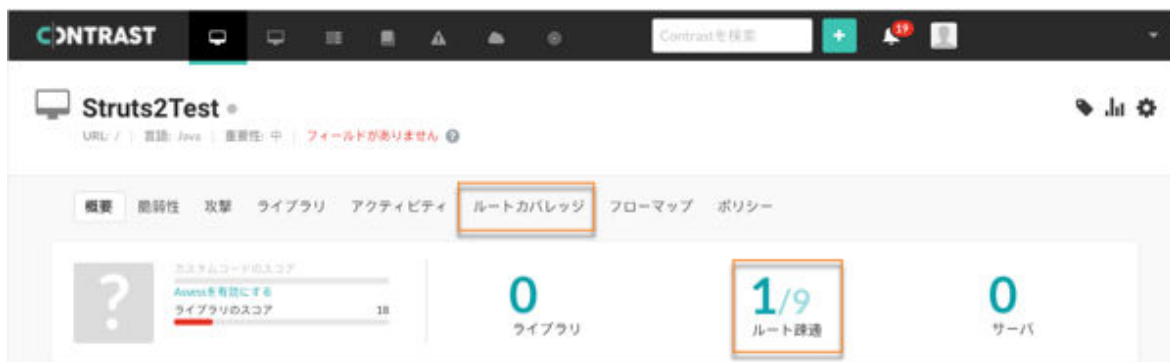 CONTRAST Contrastを検索 + 19
Struts2Test
URL: / | 言語: Java | 重要性: 中 | フィールドがありません ?
概要 脆弱性 攻撃 ライブラリ アクティビティ ルートカバレッジ フローマップ ポリシー
?
カスタムコードのスコア
Assessを有効にする
ライブラリのスコア 18
0
ライブラリ
1/9
ルート疎通
0
サーバ